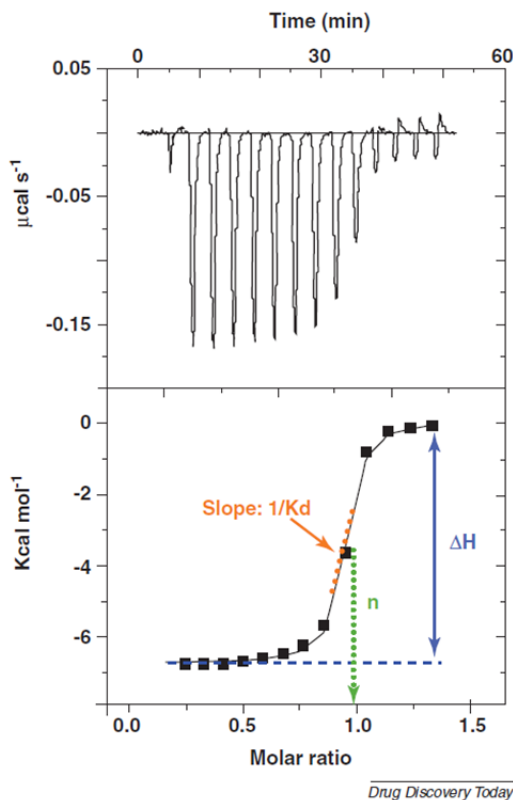 Time (min)
0 30 60
0.05
-0.05
-0.15
μcal s⁻¹
0
-2
-4
-6
Kcal mol⁻¹
Slope: 1/Kd
ΔH
n
0.0 0.5 1.0 1.5
Molar ratio
Drug Discovery Today